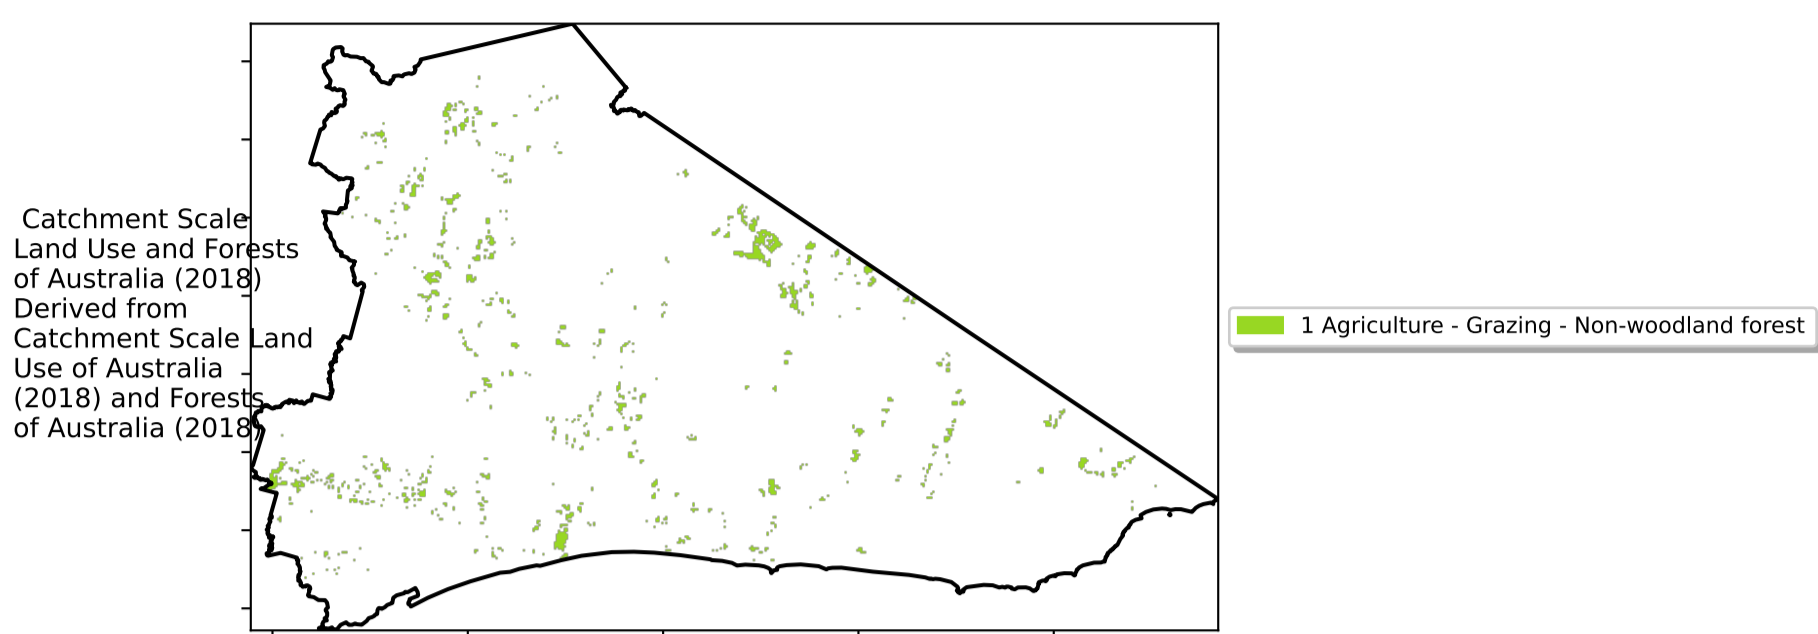 Catchment Scale
Land Use and Forests
of Australia (2018)
Derived from
Catchment Scale Land
Use of Australia
(2018) and Forests
of Australia (2018)
1 Agriculture - Grazing - Non-woodland forest